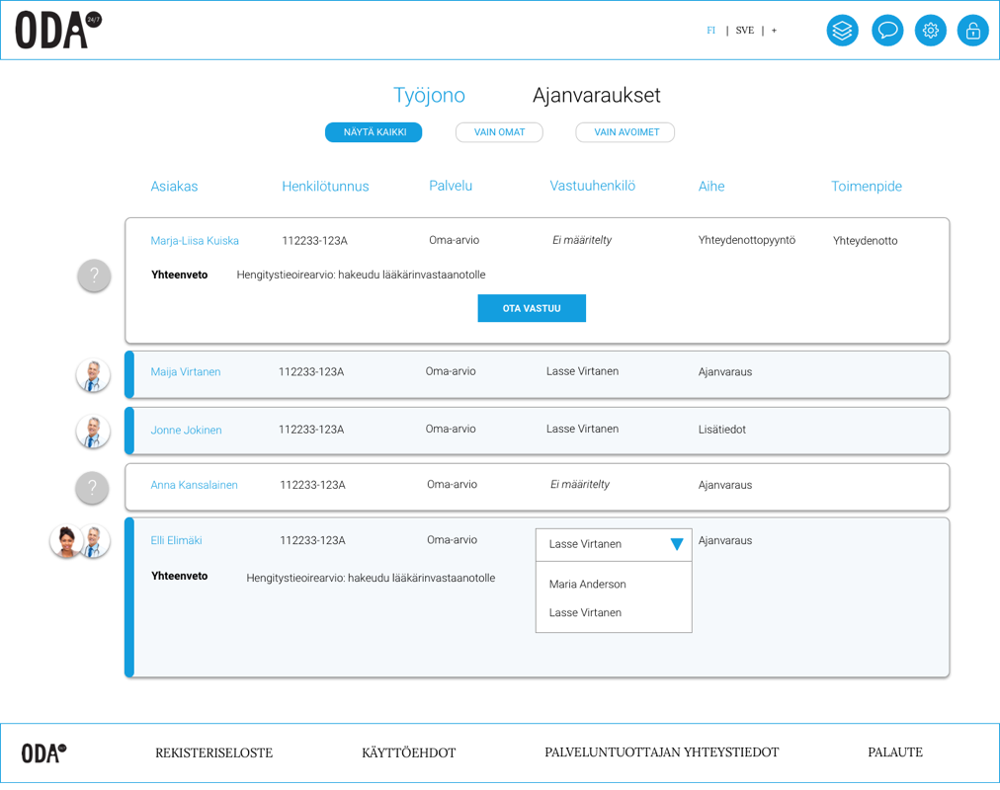 ODA 24/7
FI | SVE | +
Työjono Ajanvaraukset
NÄYTÄ KAIKKI VAIN OMAT VAIN AVOIMET
Asiakas Henkilötunnus Palvelu Vastuuhenkilö Aihe Toimenpide
Marja-Liisa Kuiska 112233-123A Oma-arvio Ei määritelty Yhteydenottopyyntö Yhteydenotto
?
Yhteenveto Hengitystieoirearvio: hakeudu lääkärinvastaanotolle
OTA VASTUU
Maija Virtanen 112233-123A Oma-arvio Lasse Virtanen Ajanvaraus
Jonne Jokinen 112233-123A Oma-arvio Lasse Virtanen Lisätiedot
? Anna Kansalainen 112233-123A Oma-arvio Ei määritelty Ajanvaraus
Elli Elimäki 112233-123A Oma-arvio Lasse Virtanen Ajanvaraus
Yhteenveto Hengitystieoirearvio: hakeudu lääkärinvastaanotolle
Maria Anderson
Lasse Virtanen
ODA REKISTERISELOSTE KÄYTTÖEHDOT PALVELUNTUOTTAJAN YHTEYSTIEDOT PALAUTE